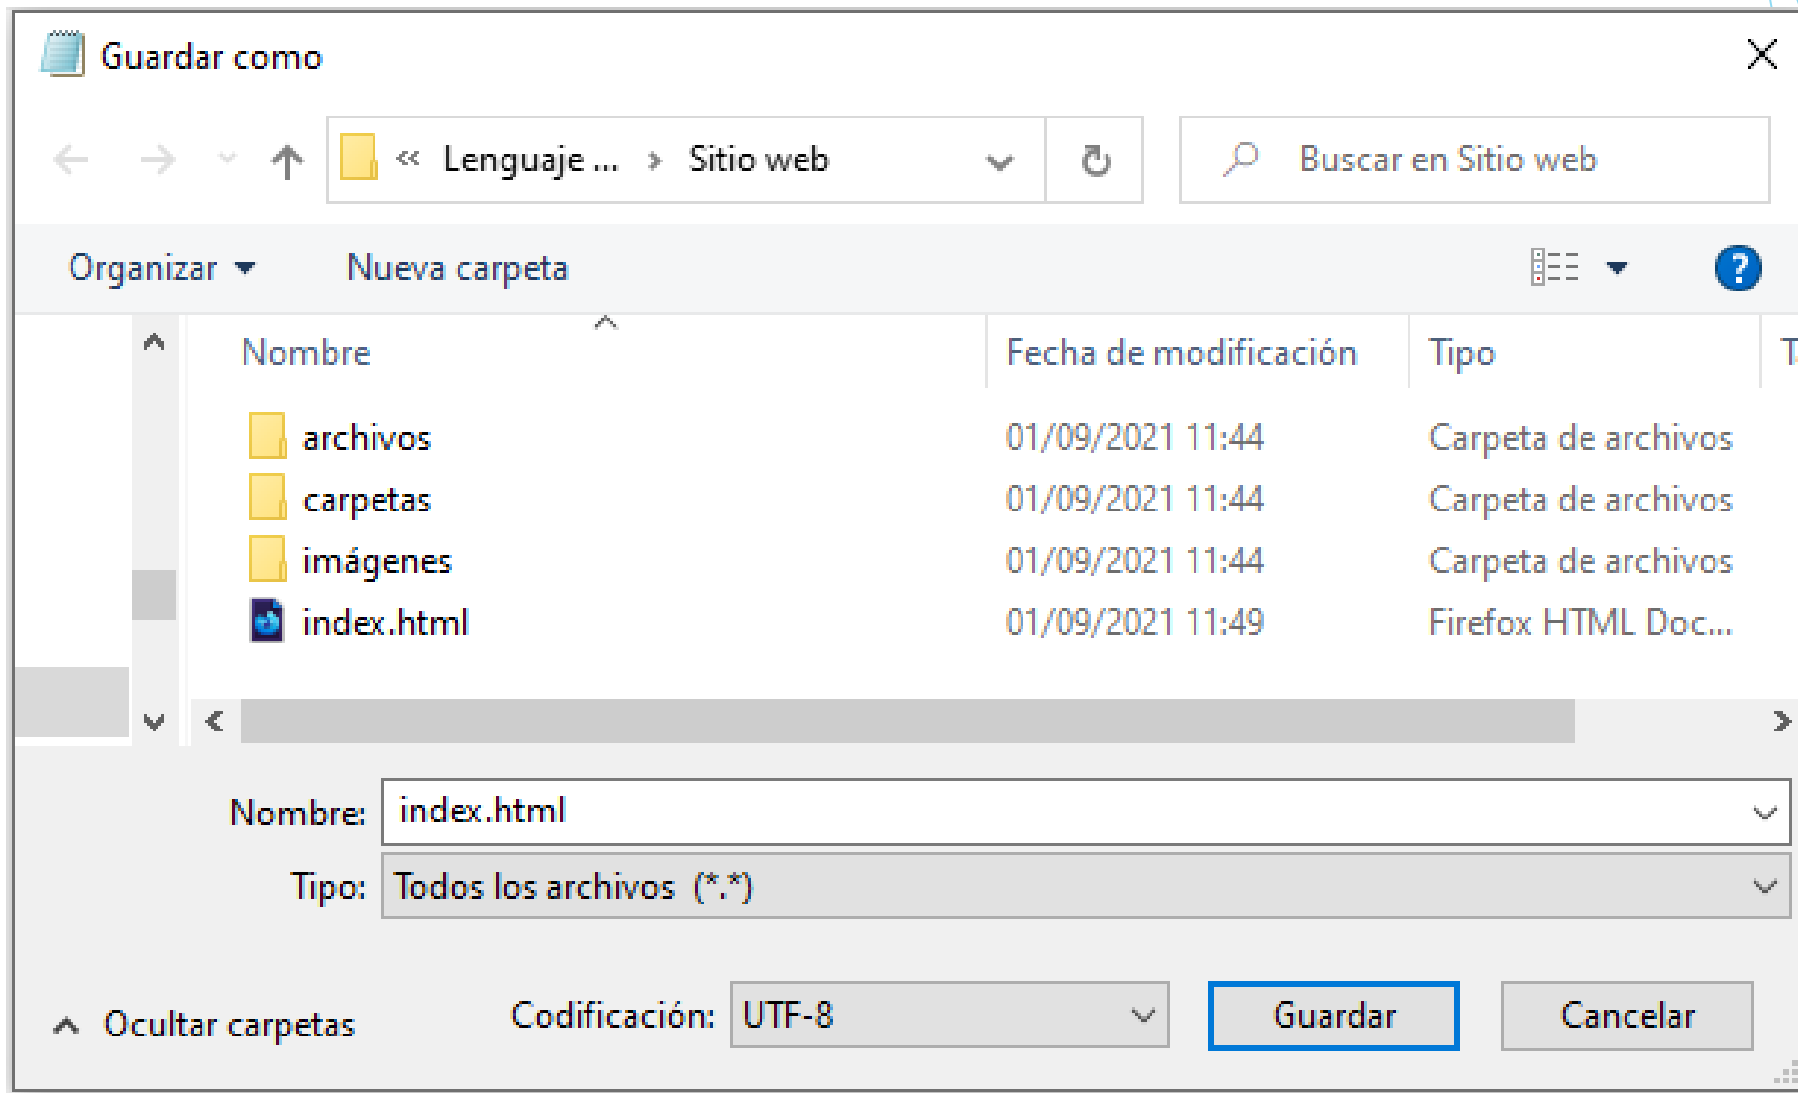 Guardar como
« Lenguaje ... › Sitio web
Buscar en Sitio web
Organizar Nueva carpeta
Nombre Fecha de modificación Tipo
archivos 01/09/2021 11:44 Carpeta de archivos
carpetas 01/09/2021 11:44 Carpeta de archivos
imágenes 01/09/2021 11:44 Carpeta de archivos
index.html 01/09/2021 11:49 Firefox HTML Doc...
Nombre: index.html
Tipo: Todos los archivos (*.*)
Ocultar carpetas Codificación: UTF-8 Guardar Cancelar